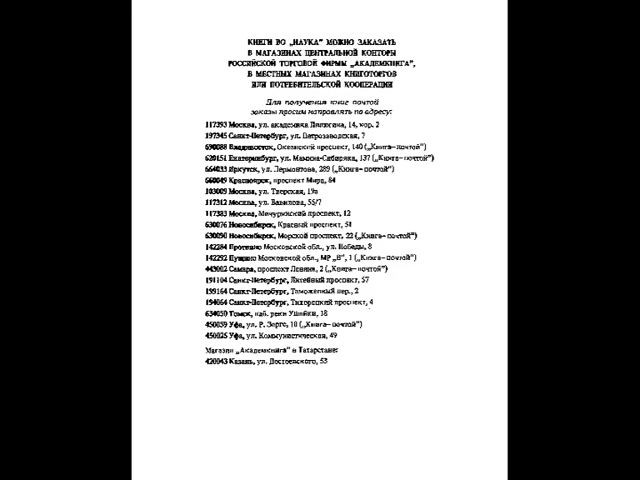 КНИГИ ВО „НАУКА" МОЖНО ЗАКАЗАТЬ
В МАГАЗИНАХ ЦЕНТРАЛЬНОЙ КОНТОРЫ
РОССИЙСКОЙ ТОРГОВОЙ ФИРМЫ „АКАДЕМКНИГА",
В МЕСТНЫХ МАГАЗИНАХ КНИГОТОРГОВ
ИЛИ ПОТРЕБИТЕЛЬСКОЙ КООПЕРАЦИИ
Для получения книг почтой
заказы просим направлять по адресу:
117393 Москва, ул. академика Пилюгина, 14, кор. 2
197345 Санкт-Петербург, ул. Петрозаводская, 7
690088 Владивосток, Океанский проспект, 140 („Книга–почтой")
620151 Екатеринбург, ул. Мамина-Сибиряка, 137 („Книга–почтой")
664033 Иркутск, ул. Лермонтова, 289 („Книга–почтой")
660049 Красноярск, проспект Мира, 84
103009 Москва, ул. Тверская, 19а
117312 Москва, ул. Вавилова, 55/7
117383 Москва, Мичуринский проспект, 12
630076 Новосибирск, Красный проспект, 51
630090 Новосибирск, Морской проспект, 22 („Книга–почтой")
142284 Протвино Московской обл., ул. Победы, 8
142292 Пущино Московской обл., МР „В", 1 („Книга–почтой")
443002 Самара, проспект Ленина, 2 („Книга–почтой")
191104 Санкт-Петербург, Литейный проспект, 57
199164 Санкт-Петербург, Таможенный пер., 2
194064 Санкт-Петербург, Тихорецкий проспект, 4
634050 Томск, наб. реки Ушайки, 18
450059 Уфа, ул. Р. Зорге, 10 („Книга–почтой")
450025 Уфа, ул. Коммунистическая, 49
Магазин „Академкнига" в Татарстане:
420043 Казань, ул. Достоевского, 53